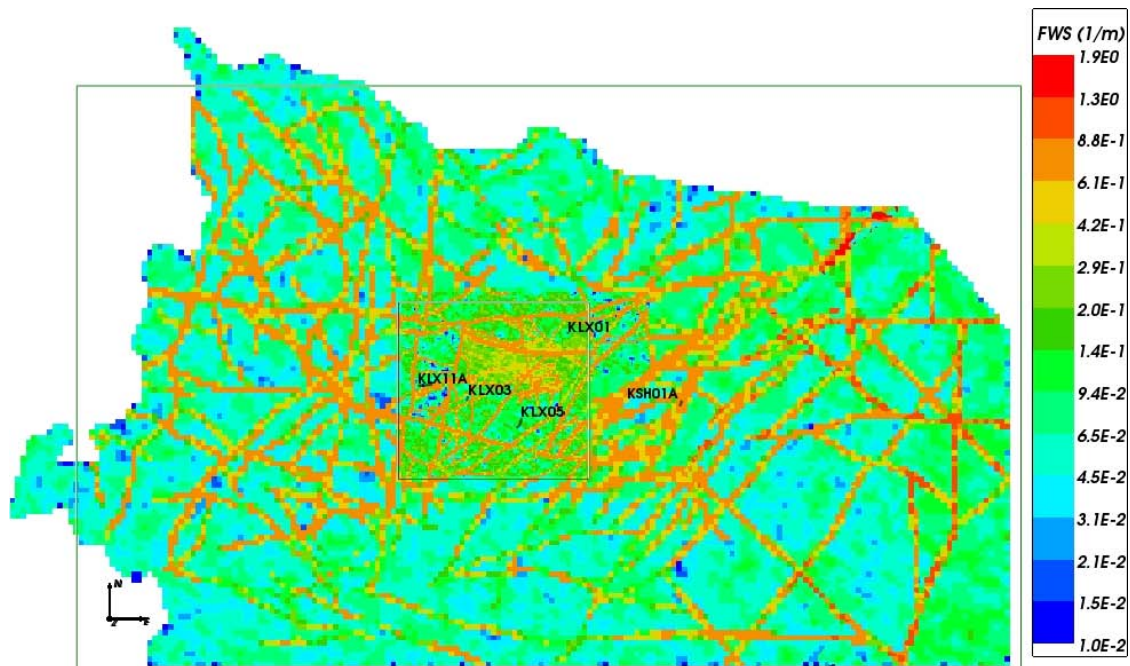 FWS (1/m)
1.9E0
1.3E0
8.8E-1
6.1E-1
4.2E-1
2.9E-1
2.0E-1
1.4E-1
9.4E-2
6.5E-2
4.5E-2
3.1E-2
2.1E-2
1.5E-2
1.0E-2
KLX01
KLX11A
KLX03
KSH01A
KLX05
N
Z
E